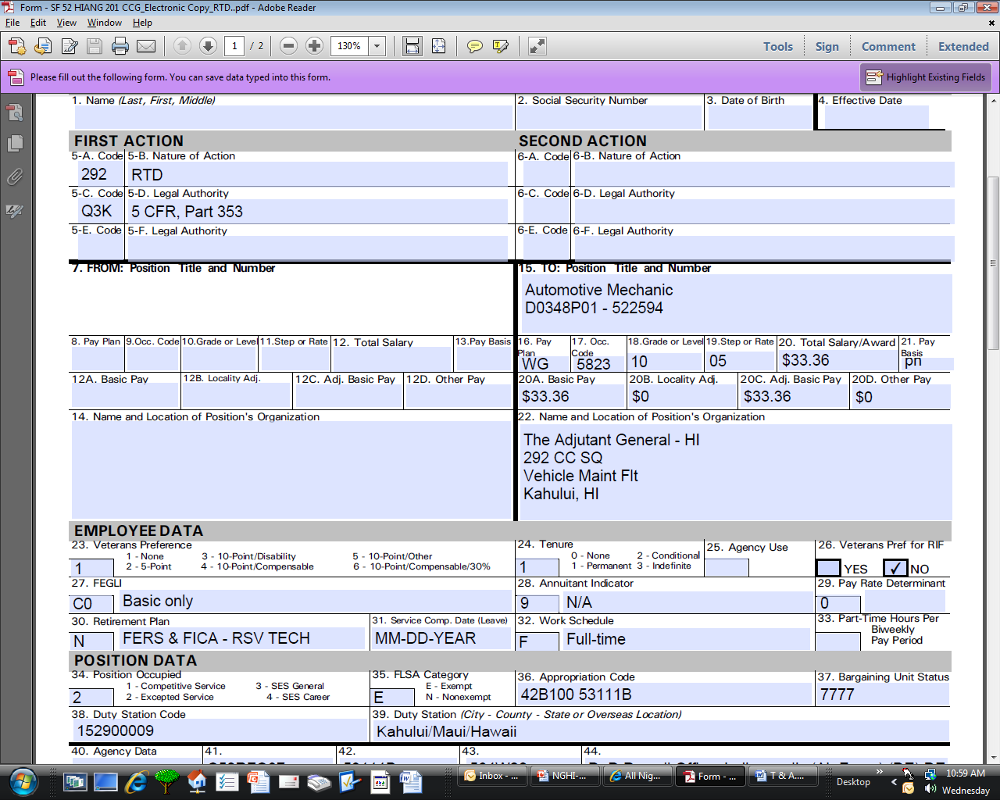 Form - SF 52 HIANG 201 CCG_Electronic Copy_RTD..pdf - Adobe Reader
File Edit View Window Help
1 / 2 130% Tools Sign Comment Extended
Please fill out the following form. You can save data typed into this form. Highlight Existing Fields
1. Name (Last, First, Middle) 2. Social Security Number 3. Date of Birth 4. Effective Date
FIRST ACTION SECOND ACTION
5-A. Code 5-B. Nature of Action 6-A. Code 6-B. Nature of Action
292 RTD
5-C. Code 5-D. Legal Authority 6-C. Code 6-D. Legal Authority
Q3K 5 CFR, Part 353
5-E. Code 5-F. Legal Authority 6-E. Code 6-F. Legal Authority
7. FROM: Position Title and Number 15. TO: Position Title and Number
Automotive Mechanic
D0348P01 - 522594
8. Pay Plan 9.Occ. Code 10.Grade or Level 11.Step or Rate 12. Total Salary 13.Pay Basis 16. Pay Plan 17. Occ. Code 18.Grade or Level 19.Step or Rate 20. Total Salary/Award 21. Pay Basis
WG 5823 10 05 $33.36 pn
12A. Basic Pay 12B. Locality Adj. 12C. Adj. Basic Pay 12D. Other Pay 20A. Basic Pay 20B. Locality Adj. 20C. Adj. Basic Pay 20D. Other Pay
$33.36 $0 $33.36 $0
14. Name and Location of Position's Organization 22. Name and Location of Position's Organization
The Adjutant General - HI
292 CC SQ
Vehicle Maint Flt
Kahului, HI
EMPLOYEE DATA
23. Veterans Preference 24. Tenure 25. Agency Use 26. Veterans Pref for RIF
1 - None 3 - 10-Point/Disability 5 - 10-Point/Other 0 - None 2 - Conditional
1 2 - 5-Point 4 - 10-Point/Compensable 6 - 10-Point/Compensable/30% 1 1 - Permanent 3 - Indefinite YES ✓ NO
27. FEGLI 28. Annuitant Indicator 29. Pay Rate Determinant
C0 Basic only 9 N/A 0
30. Retirement Plan 31. Service Comp. Date (Leave) 32. Work Schedule 33. Part-Time Hours Per Biweekly Pay Period
N FERS & FICA - RSV TECH MM-DD-YEAR F Full-time
POSITION DATA
34. Position Occupied 35. FLSA Category 36. Appropriation Code 37. Bargaining Unit Status
1 - Competitive Service 3 - SES General E - Exempt
2 2 - Excepted Service 4 - SES Career E N - Nonexempt 42B100 53111B 7777
38. Duty Station Code 39. Duty Station (City - County - State or Overseas Location)
152900009 Kahului/Maui/Hawaii
40. Agency Data 41. 42. 43. 44.
Inbox - ... NGHI-... All Nig... Form - ... T & A.... Desktop 10:59 AM
Wednesday